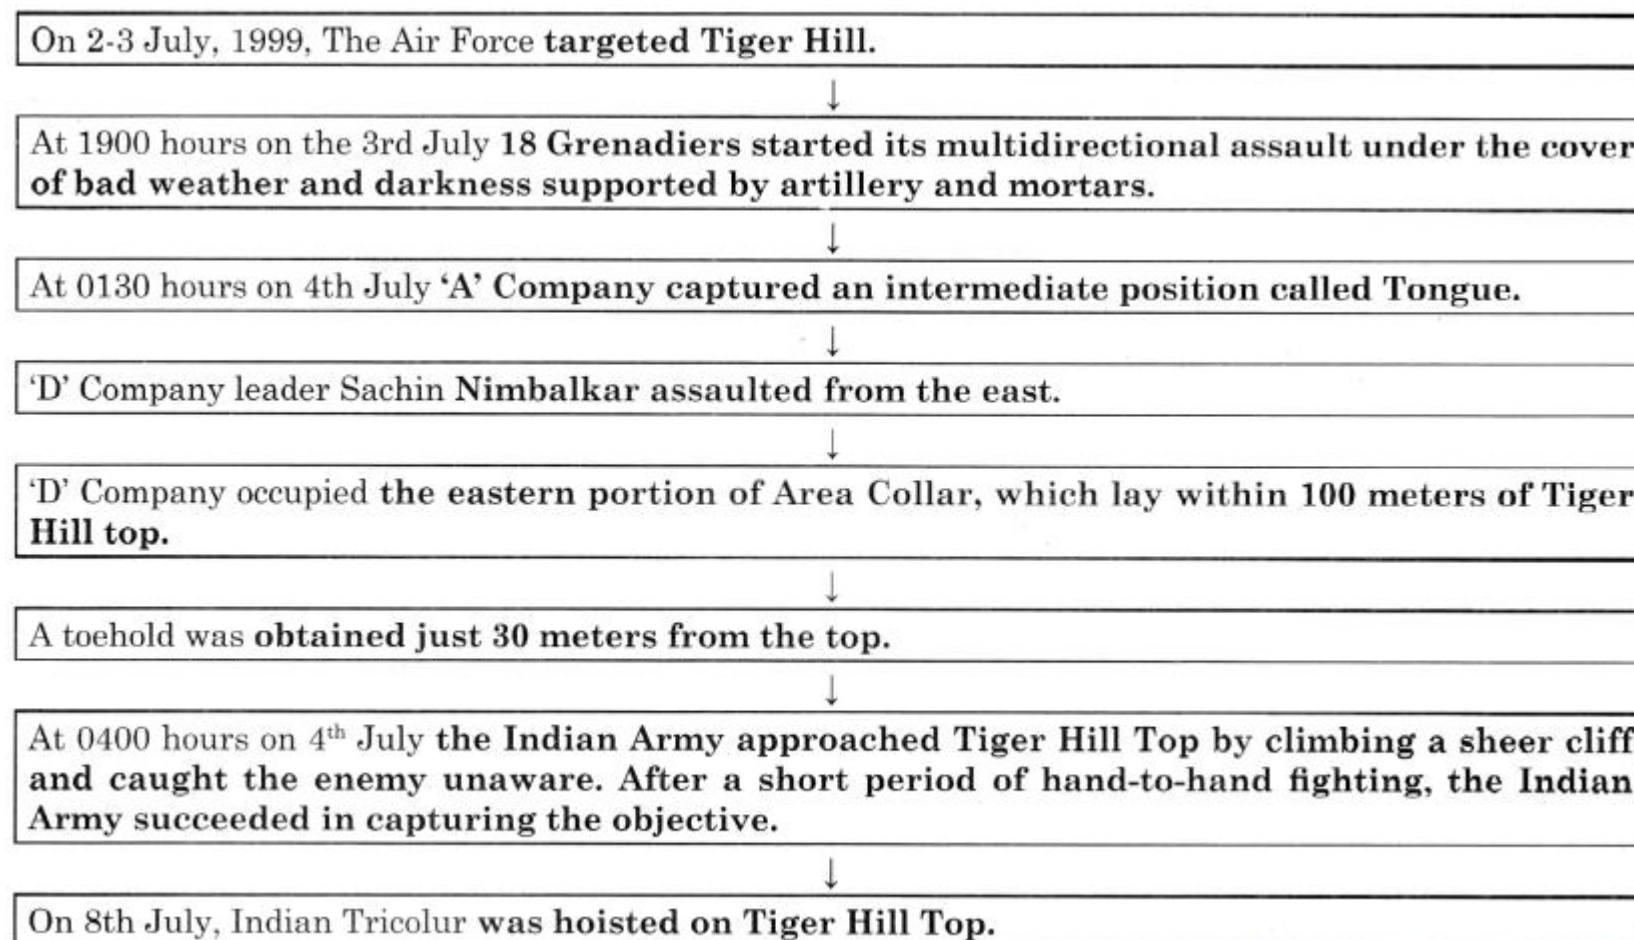 On 2-3 July, 1999, The Air Force targeted Tiger Hill.
↓
At 1900 hours on the 3rd July 18 Grenadiers started its multidirectional assault under the cover
of bad weather and darkness supported by artillery and mortars.
↓
At 0130 hours on 4th July ‘A’ Company captured an intermediate position called Tongue.
↓
‘D’ Company leader Sachin Nimbalkar assaulted from the east.
↓
‘D’ Company occupied the eastern portion of Area Collar, which lay within 100 meters of Tiger
Hill top.
↓
A toehold was obtained just 30 meters from the top.
↓
At 0400 hours on 4th July the Indian Army approached Tiger Hill Top by climbing a sheer cliff
and caught the enemy unaware. After a short period of hand-to-hand fighting, the Indian
Army succeeded in capturing the objective.
↓
On 8th July, Indian Tricolur was hoisted on Tiger Hill Top.